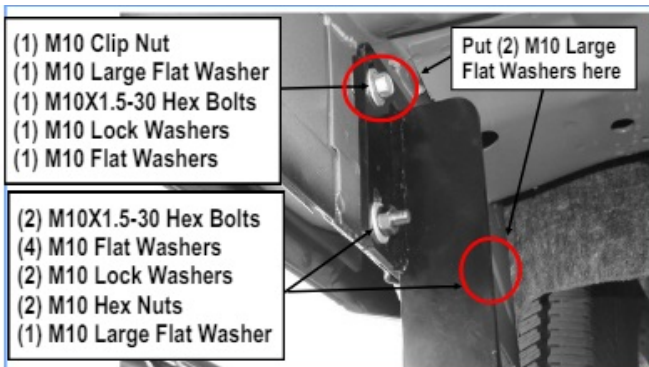 (1) M10 Clip Nut
(1) M10 Large Flat Washer
(1) M10X1.5-30 Hex Bolts
(1) M10 Lock Washers
(1) M10 Flat Washers
Put (2) M10 Large
Flat Washers here
(2) M10X1.5-30 Hex Bolts
(4) M10 Flat Washers
(2) M10 Lock Washers
(2) M10 Hex Nuts
(1) M10 Large Flat Washer